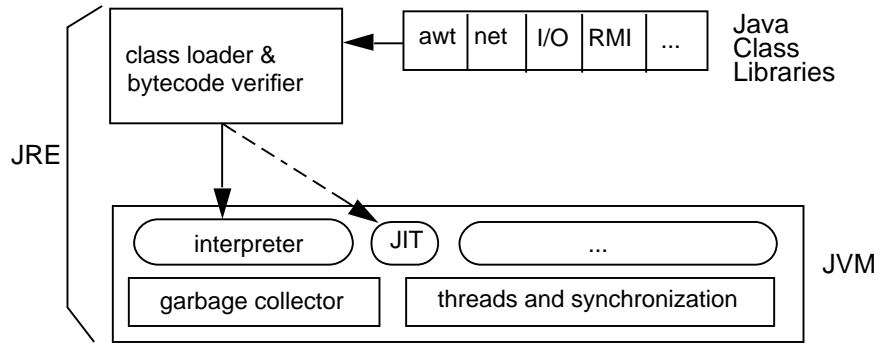 class loader &
bytecode verifier
awt net I/O RMI ...
Java
Class
Libraries
JRE
interpreter
JIT
...
JVM
garbage collector
threads and synchronization